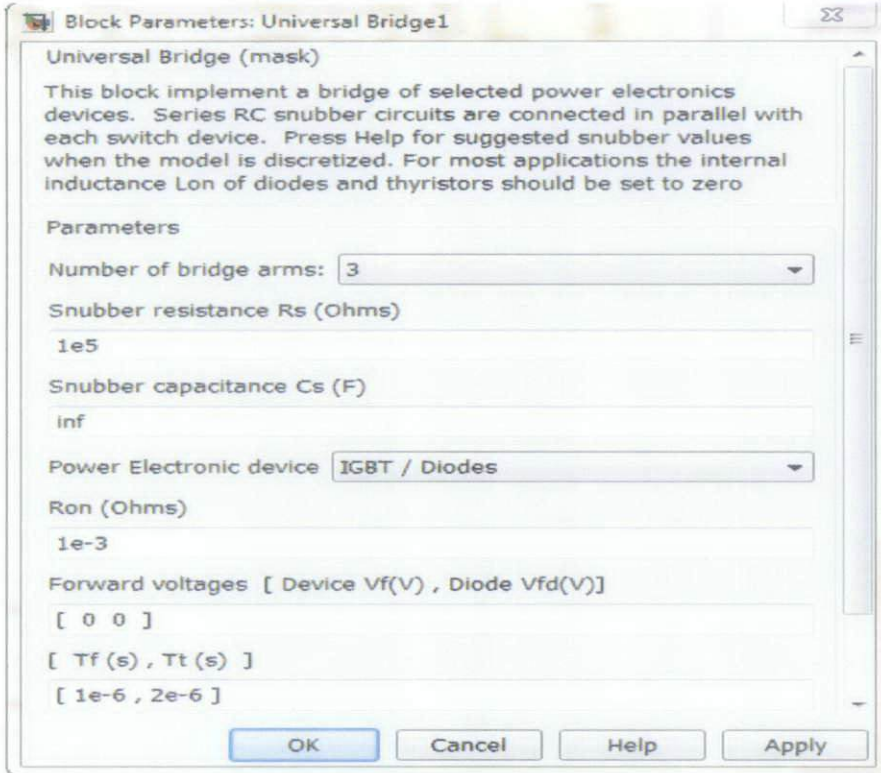 Block Parameters: Universal Bridge1
Universal Bridge (mask)
This block implement a bridge of selected power electronics
devices. Series RC snubber circuits are connected in parallel with
each switch device. Press Help for suggested snubber values
when the model is discretized. For most applications the internal
inductance Lon of diodes and thyristors should be set to zero
Parameters
Number of bridge arms: 3
Snubber resistance Rs (Ohms)
1e5
Snubber capacitance Cs (F)
inf
Power Electronic device IGBT / Diodes
Ron (Ohms)
1e-3
Forward voltages [ Device Vf(V) , Diode Vfd(V)]
[ 0 0 ]
[ Tf (s) , Tt (s) ]
[ 1e-6 , 2e-6 ]
OK Cancel Help Apply